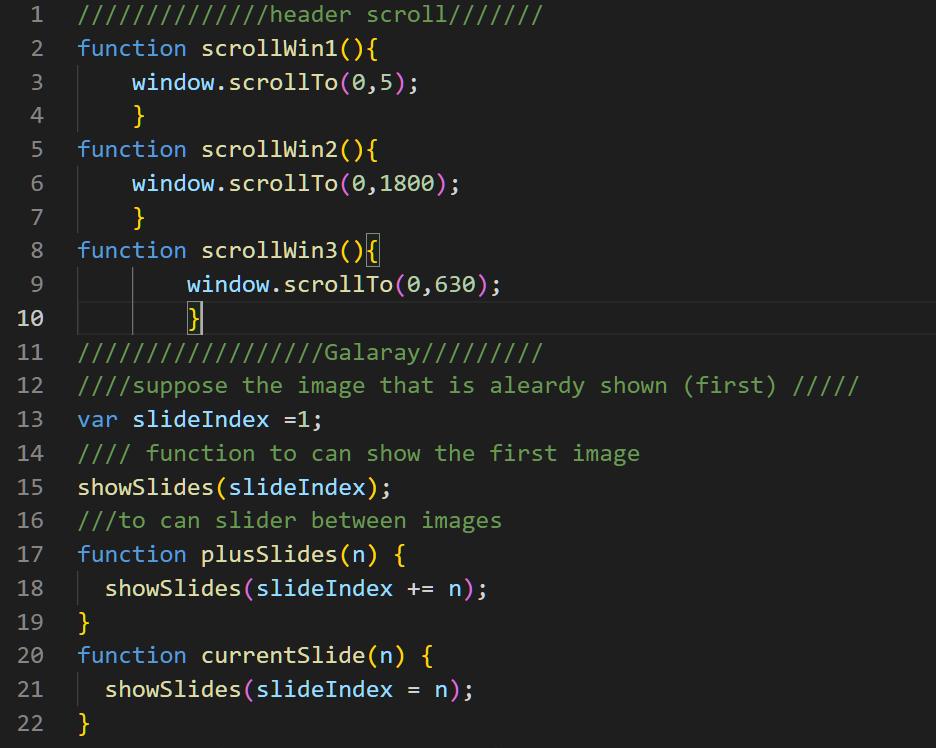 1 //////////////header scroll///////
2 function scrollWin1(){
3     window.scrollTo(0,5);
4     }
5 function scrollWin2(){
6     window.scrollTo(0,1800);
7     }
8 function scrollWin3(){
9         window.scrollTo(0,630);
10         }
11 //////////////////Galaray/////////
12 ////suppose the image that is aleardy shown (first) /////
13 var slideIndex =1;
14 //// function to can show the first image
15 showSlides(slideIndex);
16 ///to can slider between images
17 function plusSlides(n) {
18   showSlides(slideIndex += n);
19 }
20 function currentSlide(n) {
21   showSlides(slideIndex = n);
22 }